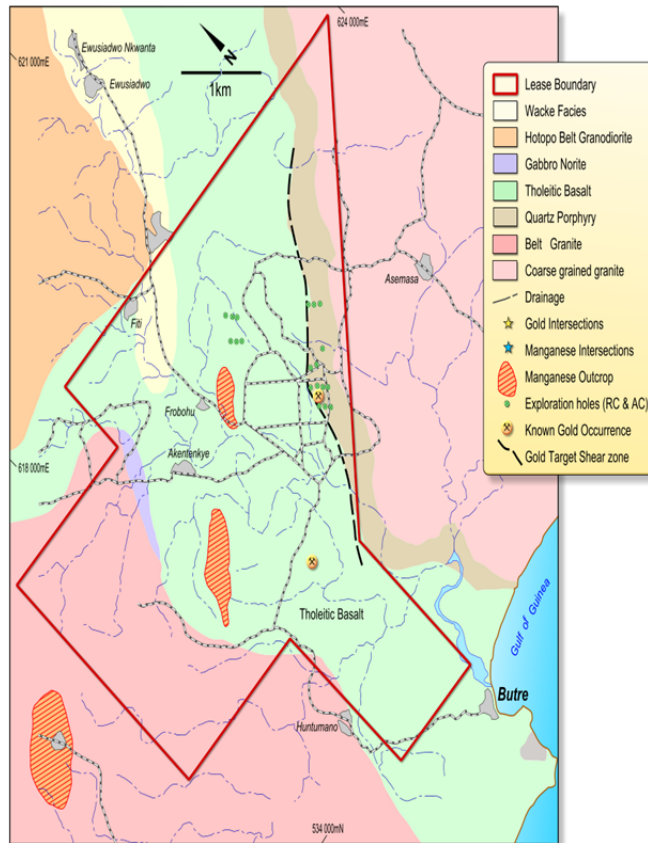 624 000mE
Ewusiadwo Nkwanta
621 000mE
N
Ewusiadwo
1km
Lease Boundary
Wacke Facies
Hotopo Belt Granodiorite
Gabbro Norite
Tholeitic Basalt
Quartz Porphyry
Belt Granite
Coarse grained granite
Drainage
Gold Intersections
Manganese Intersections
Manganese Outcrop
Exploration holes (RC & AC)
Known Gold Occurrence
Gold Target Shear zone
Asemasa
Fiti
Frobohu
Akentenkye
618 000mE
Tholeitic Basalt
Gulf of Guinea
Butre
Huntumano
534 000mN